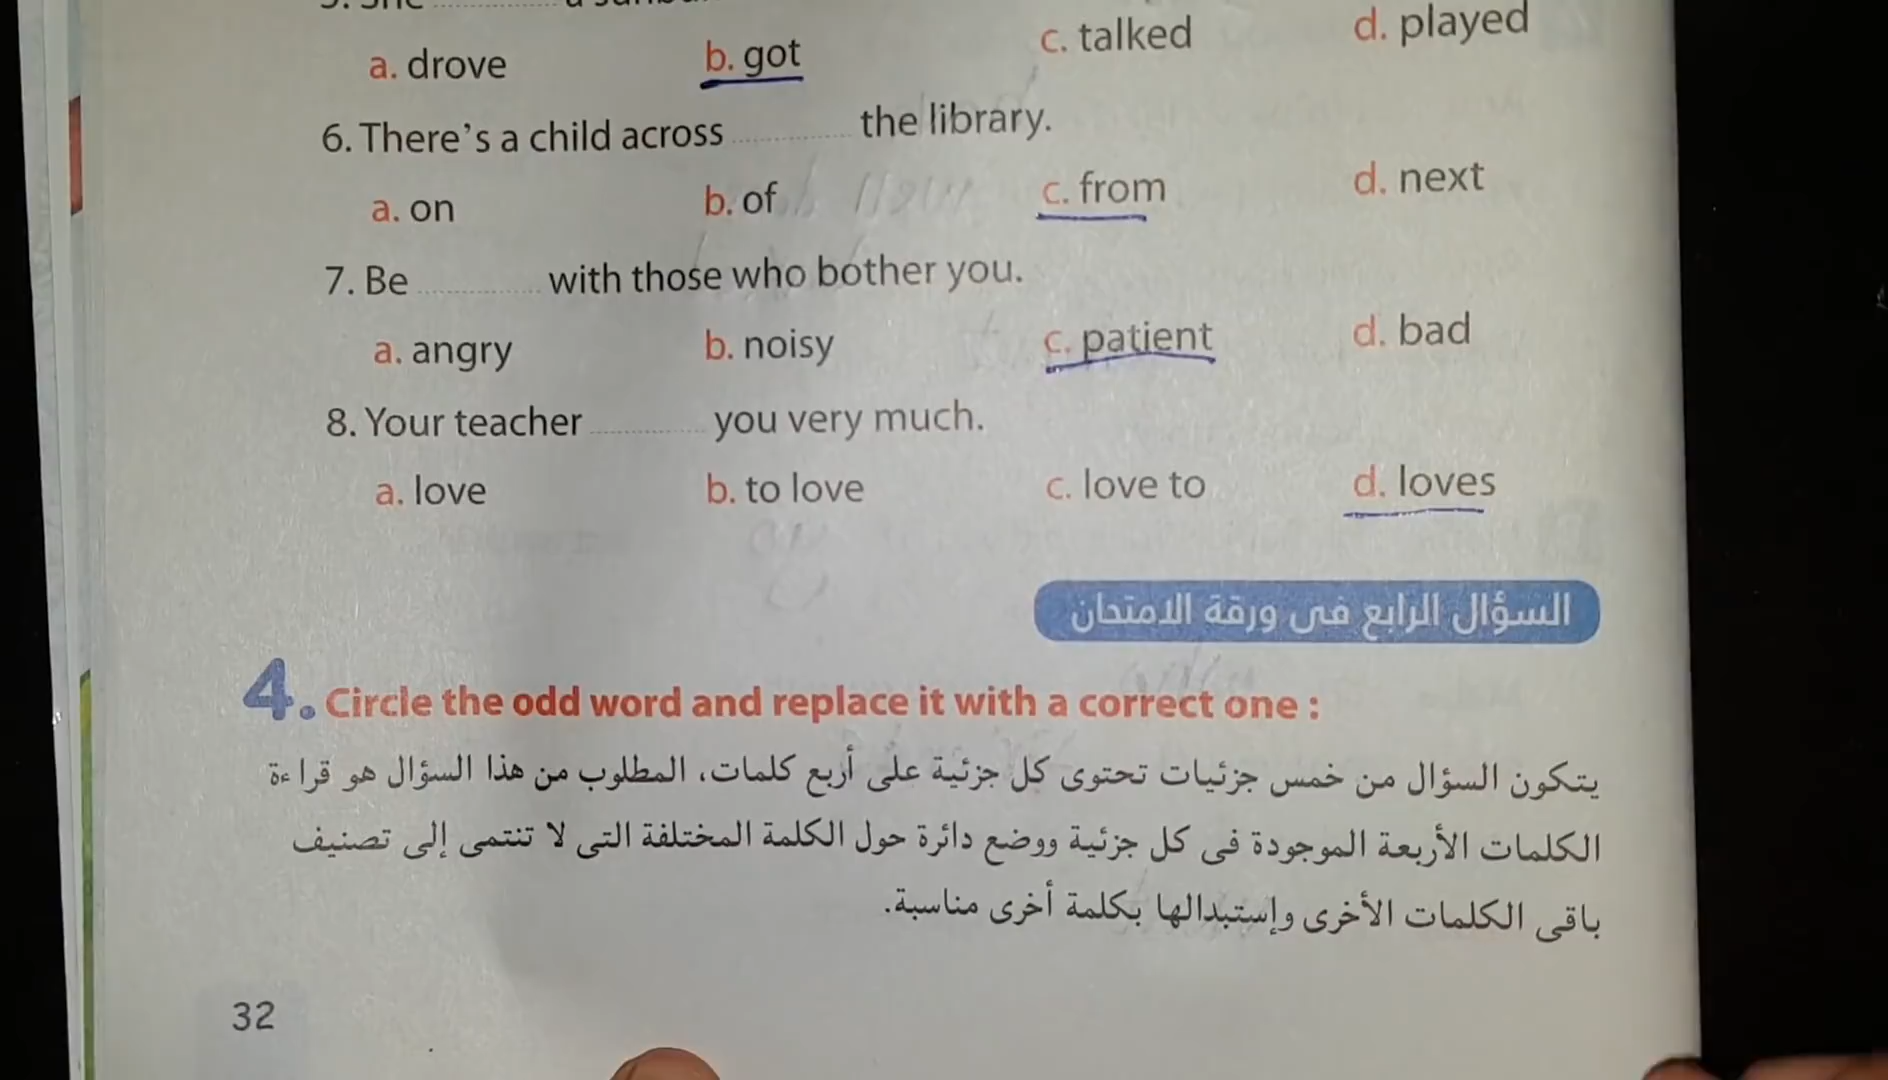 5. She ............ a sunbu
a. drove b. got c. talked d. played
6. There's a child across ............ the library.
a. on b. of c. from d. next
7. Be ............ with those who bother you.
a. angry b. noisy c. patient d. bad
8. Your teacher ............ you very much.
a. love b. to love c. love to d. loves
السؤال الرابع فى ورقة الامتحان
4. Circle the odd word and replace it with a correct one :
يتكون السؤال من خمس جزئيات تحتوى كل جزئية على أربع كلمات، المطلوب من هذا السؤال هو قراءة
الكلمات الأربعة الموجودة فى كل جزئية ووضع دائرة حول الكلمة المختلفة التى لا تنتمى إلى تصنيف
باقى الكلمات الأخرى وإستبدالها بكلمة أخرى مناسبة.
32